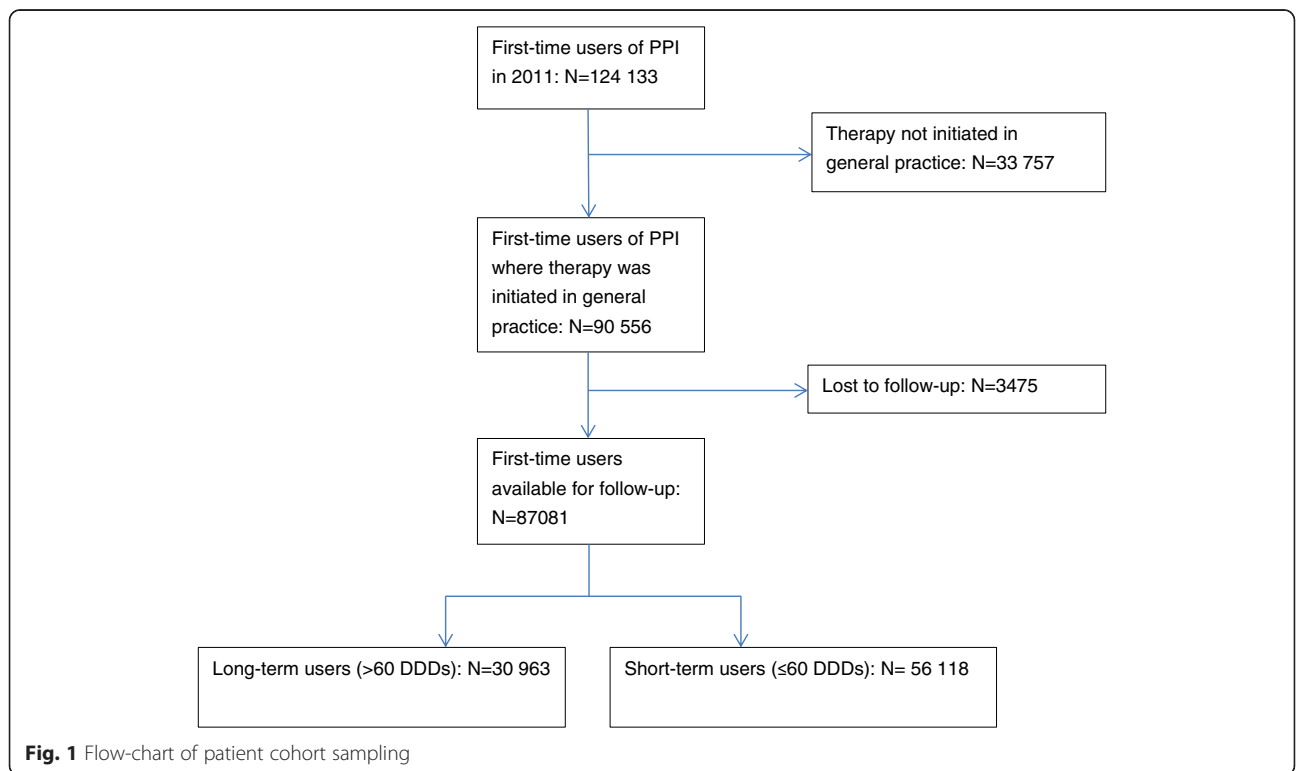 First-time users of PPI
in 2011: N=124 133
Therapy not initiated in
general practice: N=33 757
First-time users of PPI
where therapy was
initiated in general
practice: N=90 556
Lost to follow-up: N=3475
First-time users
available for follow-up:
N=87081
Long-term users (>60 DDDs): N=30 963
Short-term users (≤60 DDDs): N= 56 118
Fig. 1 Flow-chart of patient cohort sampling